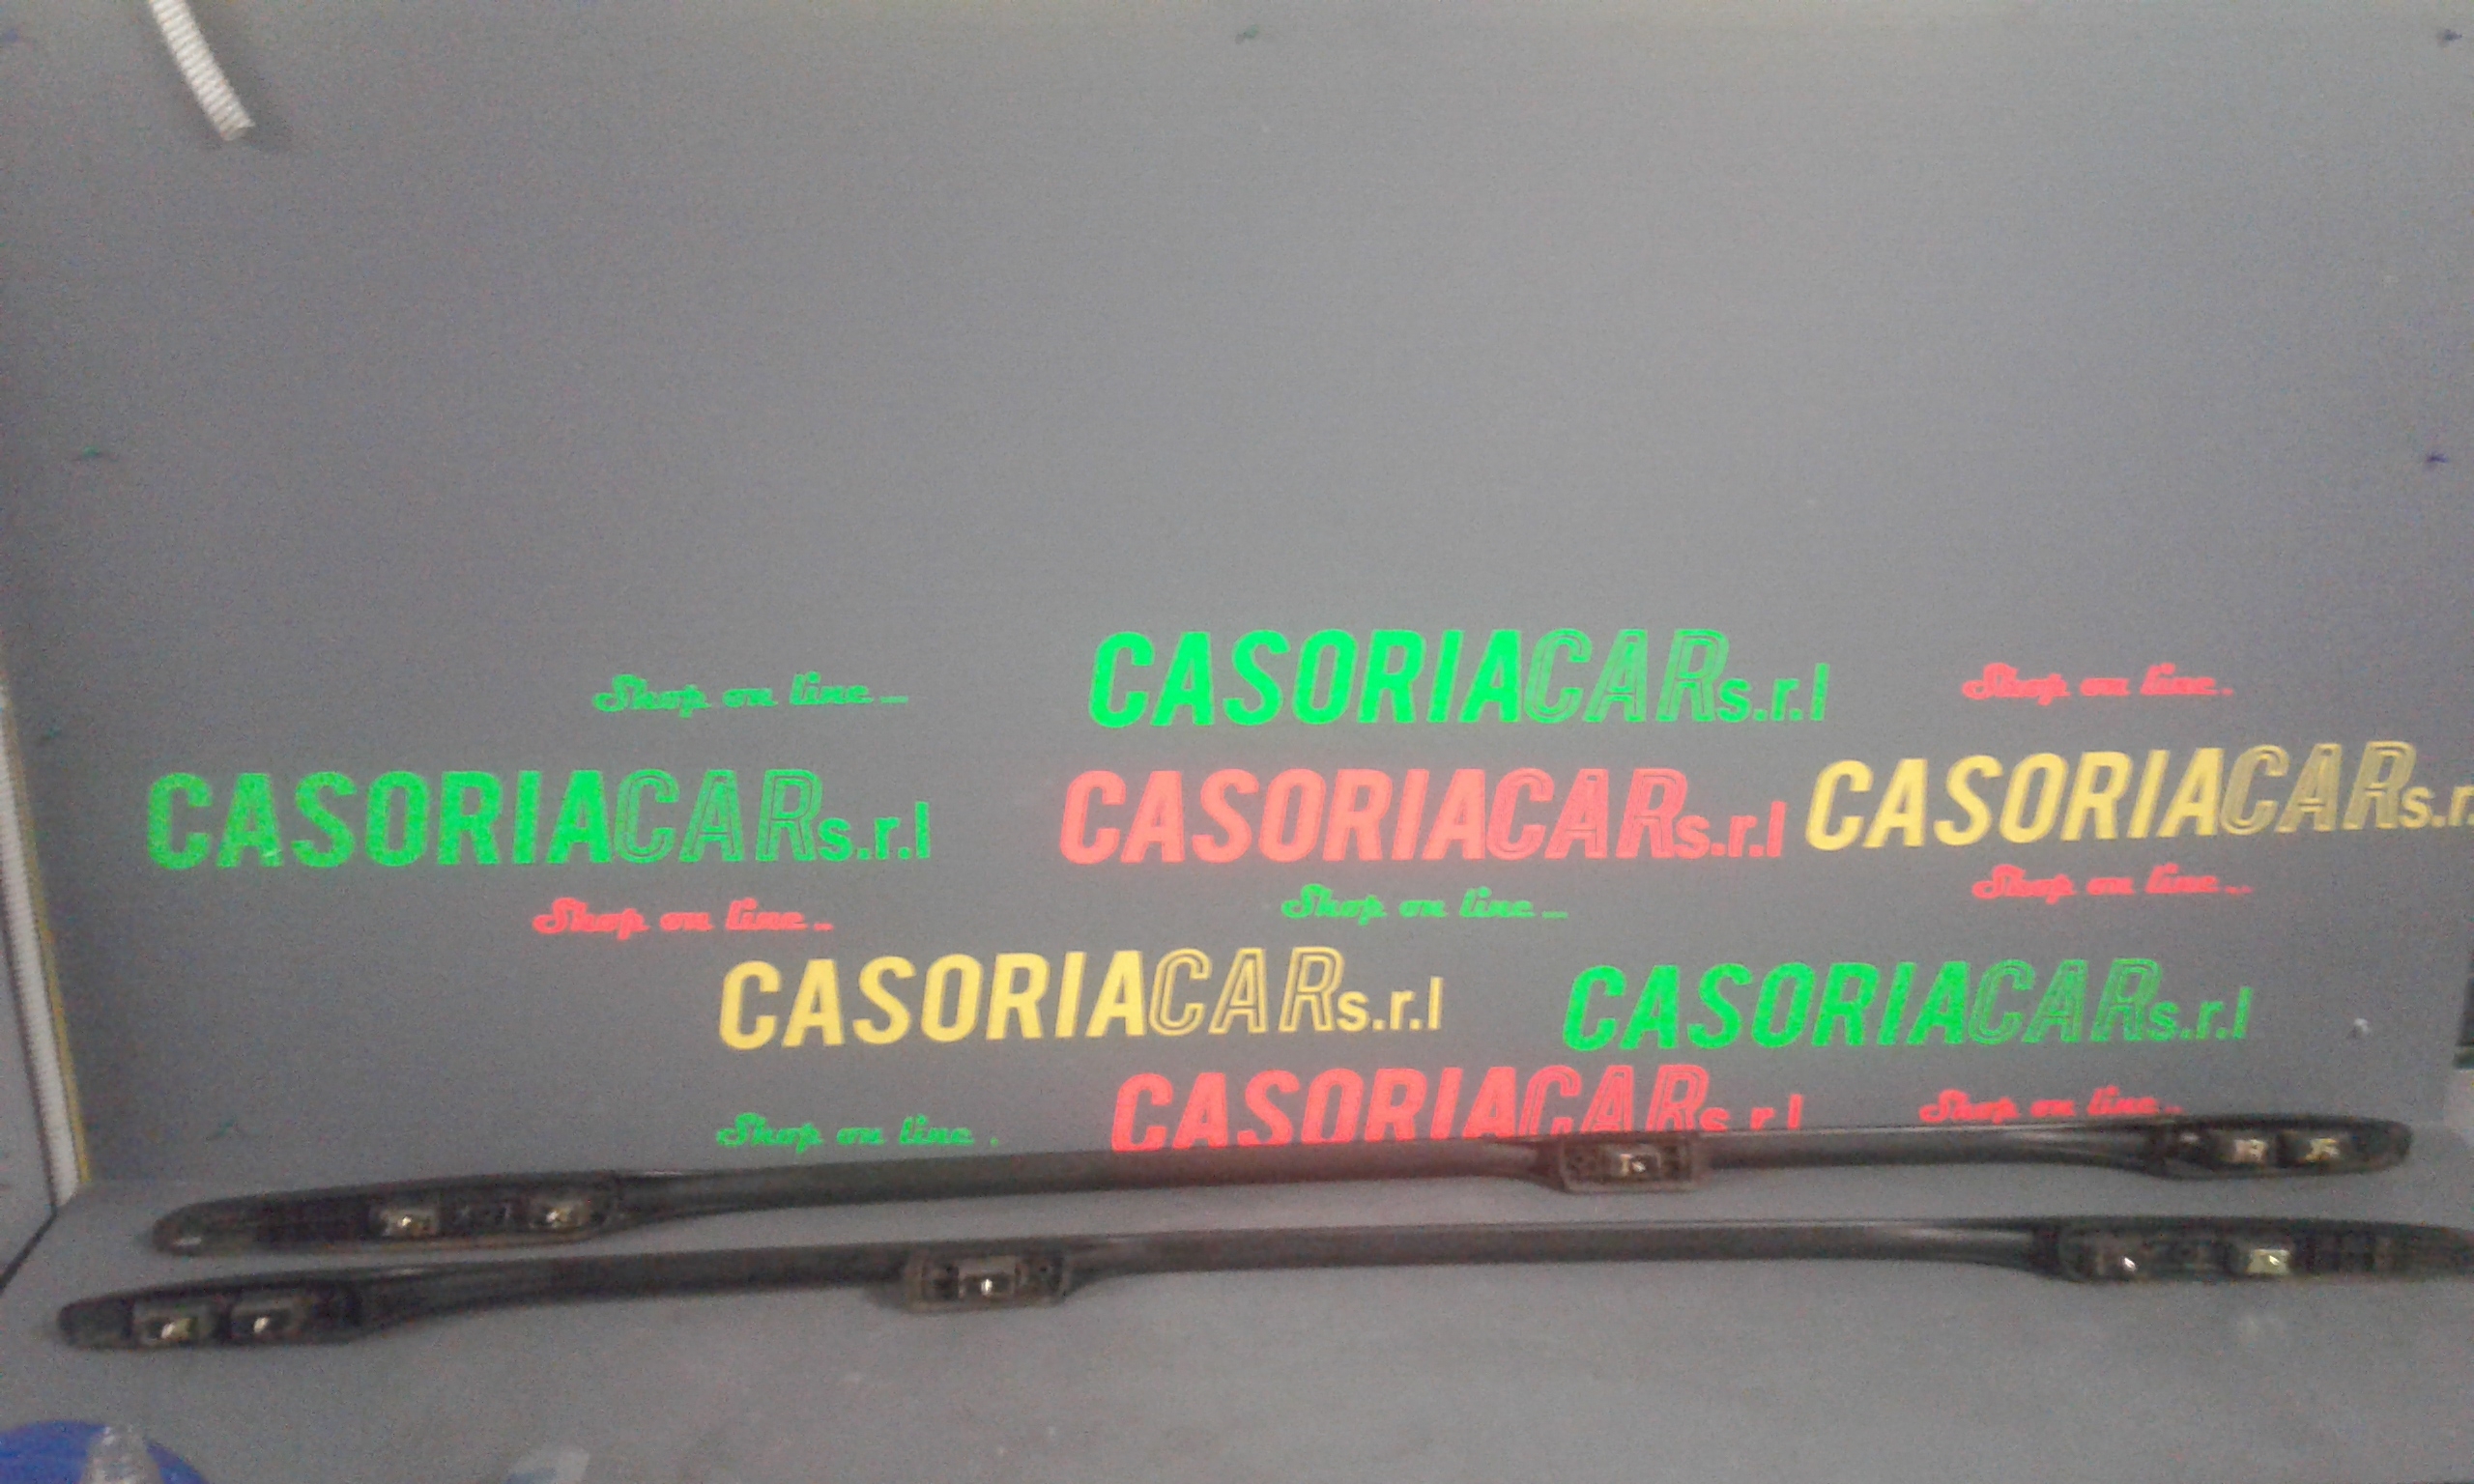 CASORIACARs.r.l
Shop on line...
Shop on line.
CASORIACARs.r.l
CASORIACARs.r.l
CASORIACARs.r.
Shop on line..
Shop on line...
Shop on line...
CASORIACARs.r.l
CASORIACARs.r.l
Shop on line .
CASORIACARs.r.l
Shop on line..